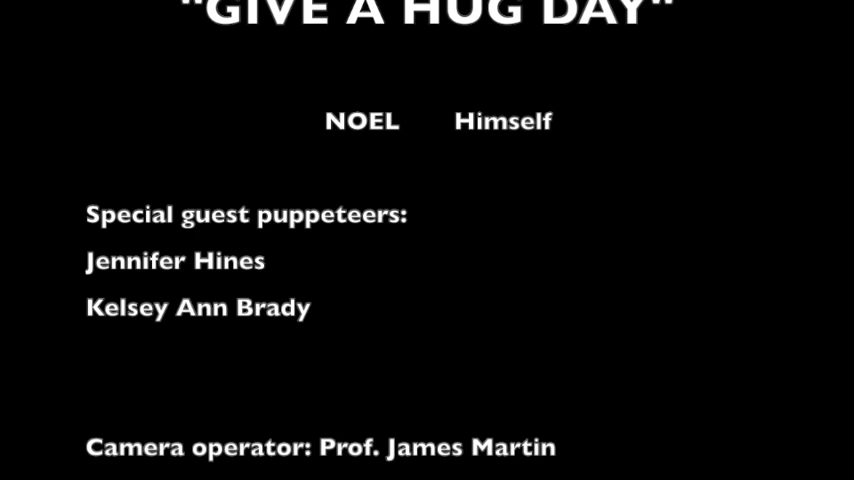 "GIVE A HUG DAY"
NOEL Himself
Special guest puppeteers:
Jennifer Hines
Kelsey Ann Brady
Camera operator: Prof. James Martin